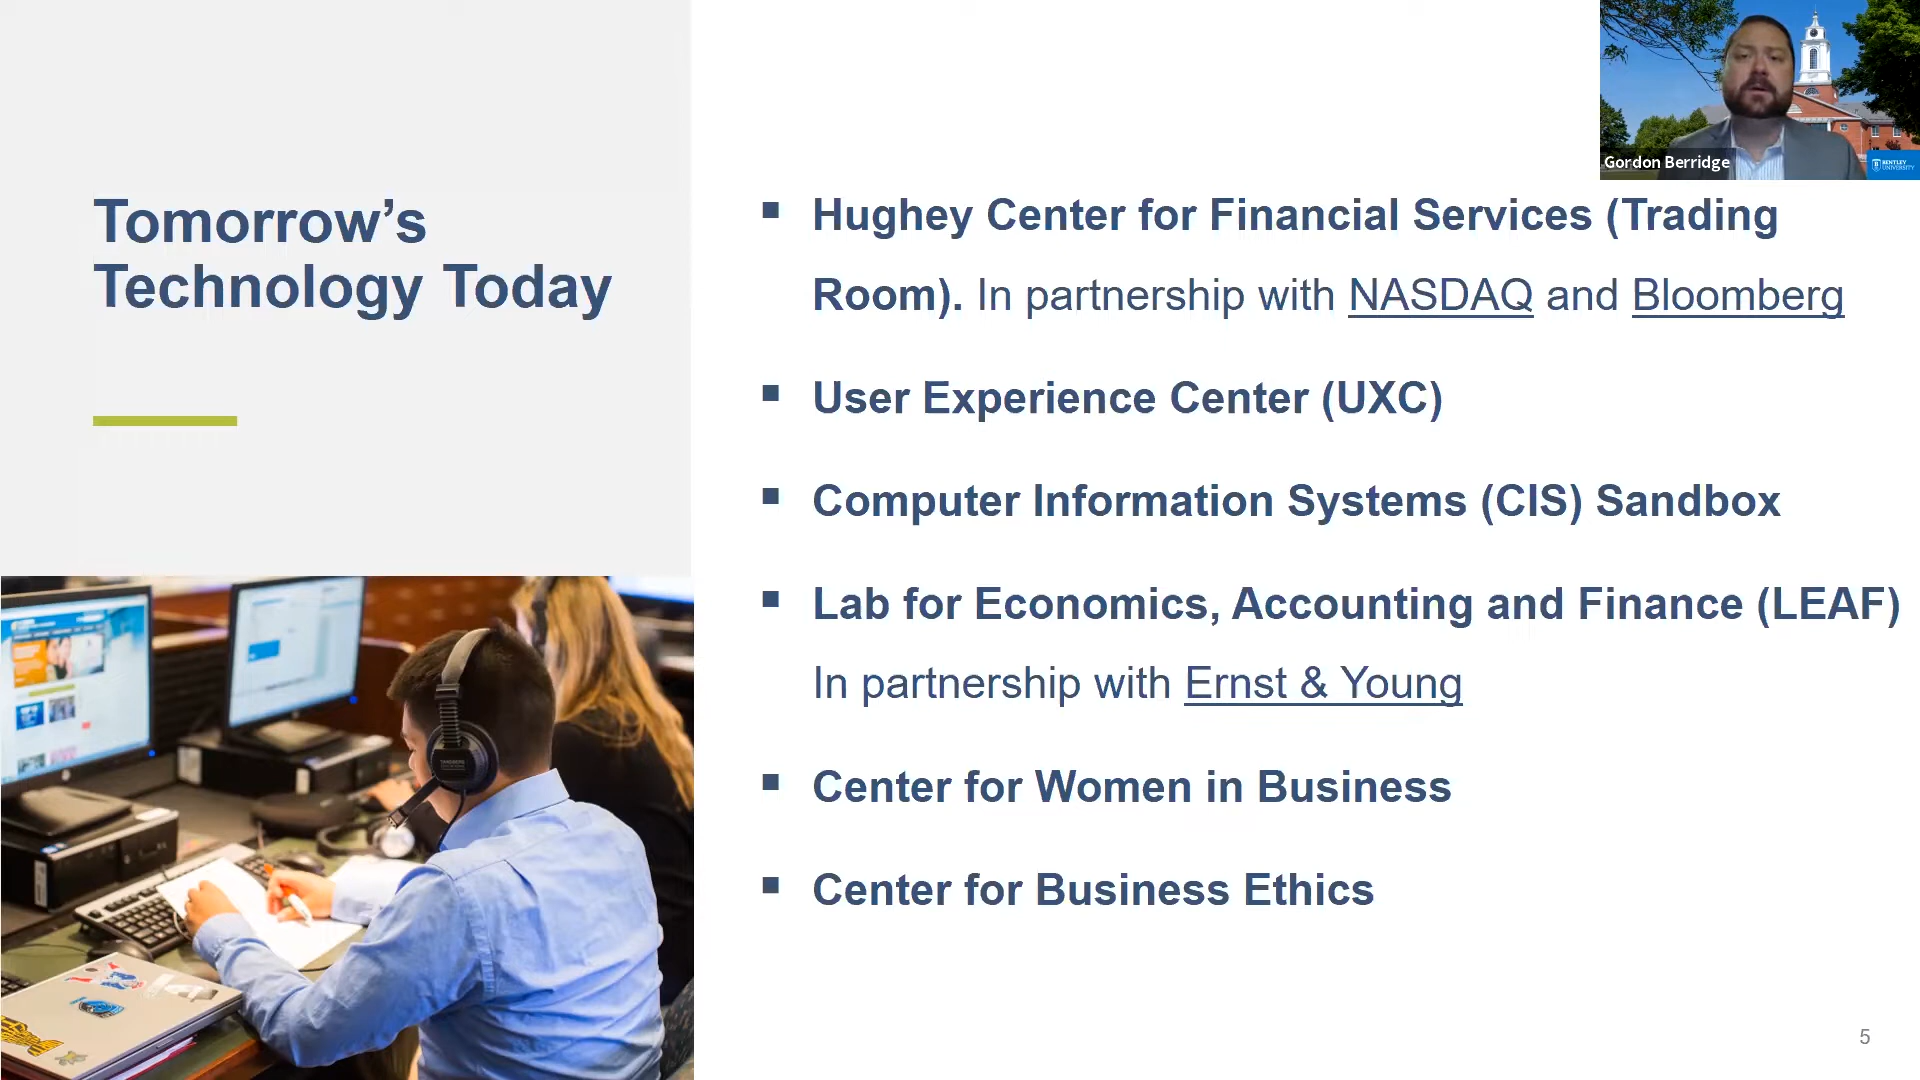 Gordon Berridge
BENTLEY
UNIVERSITY
Tomorrow’s
Technology Today
▪ Hughey Center for Financial Services (Trading
Room). In partnership with NASDAQ and Bloomberg
▪ User Experience Center (UXC)
▪ Computer Information Systems (CIS) Sandbox
▪ Lab for Economics, Accounting and Finance (LEAF)
In partnership with Ernst & Young
▪ Center for Women in Business
▪ Center for Business Ethics
5